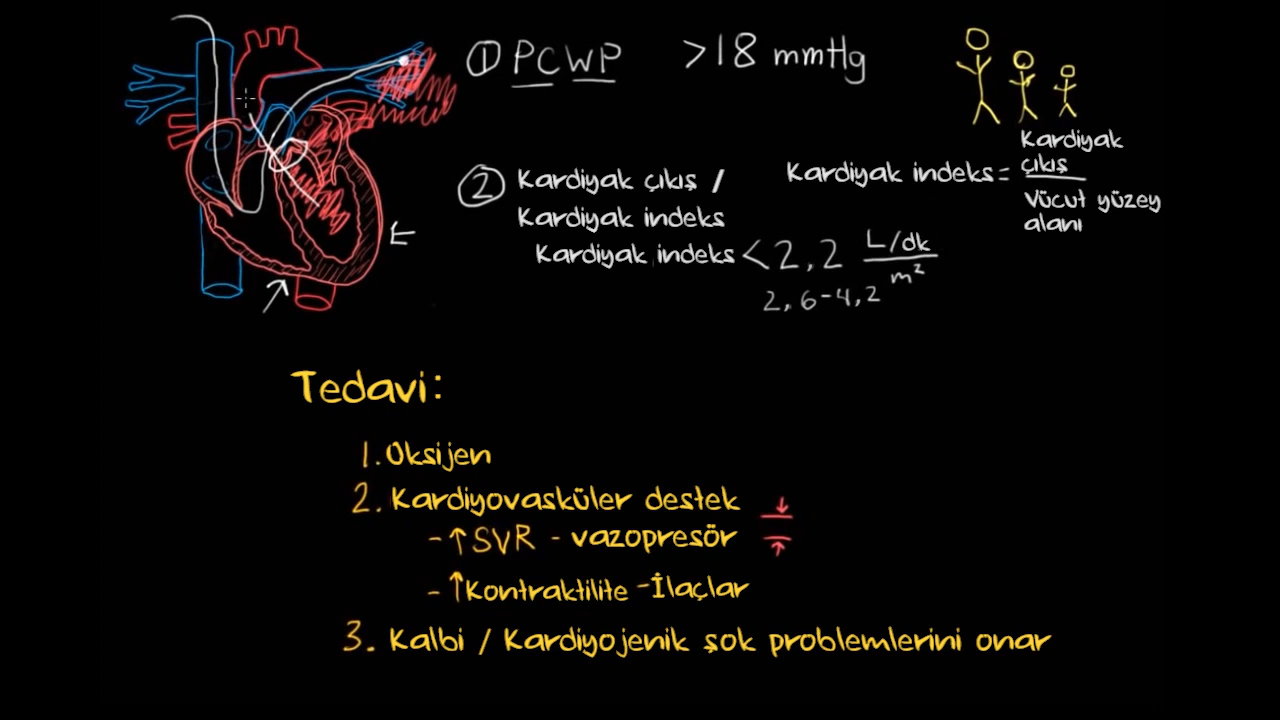 ① PCWP >18 mmHg
② Kardiyak çıkış /
Kardiyak indeks
Kardiyak indeks = Kardiyak
çıkış
Vücut yüzey
alanı
Kardiyak indeks <2,2 L/dk
m²
2,6-4,2
Tedavi:
1. Oksijen
2. Kardiyovasküler destek
- ↑ SVR - vazopresör
- ↑ Kontraktilite - İlaçlar
3. Kalbi / Kardiyojenik şok problemlerini onar